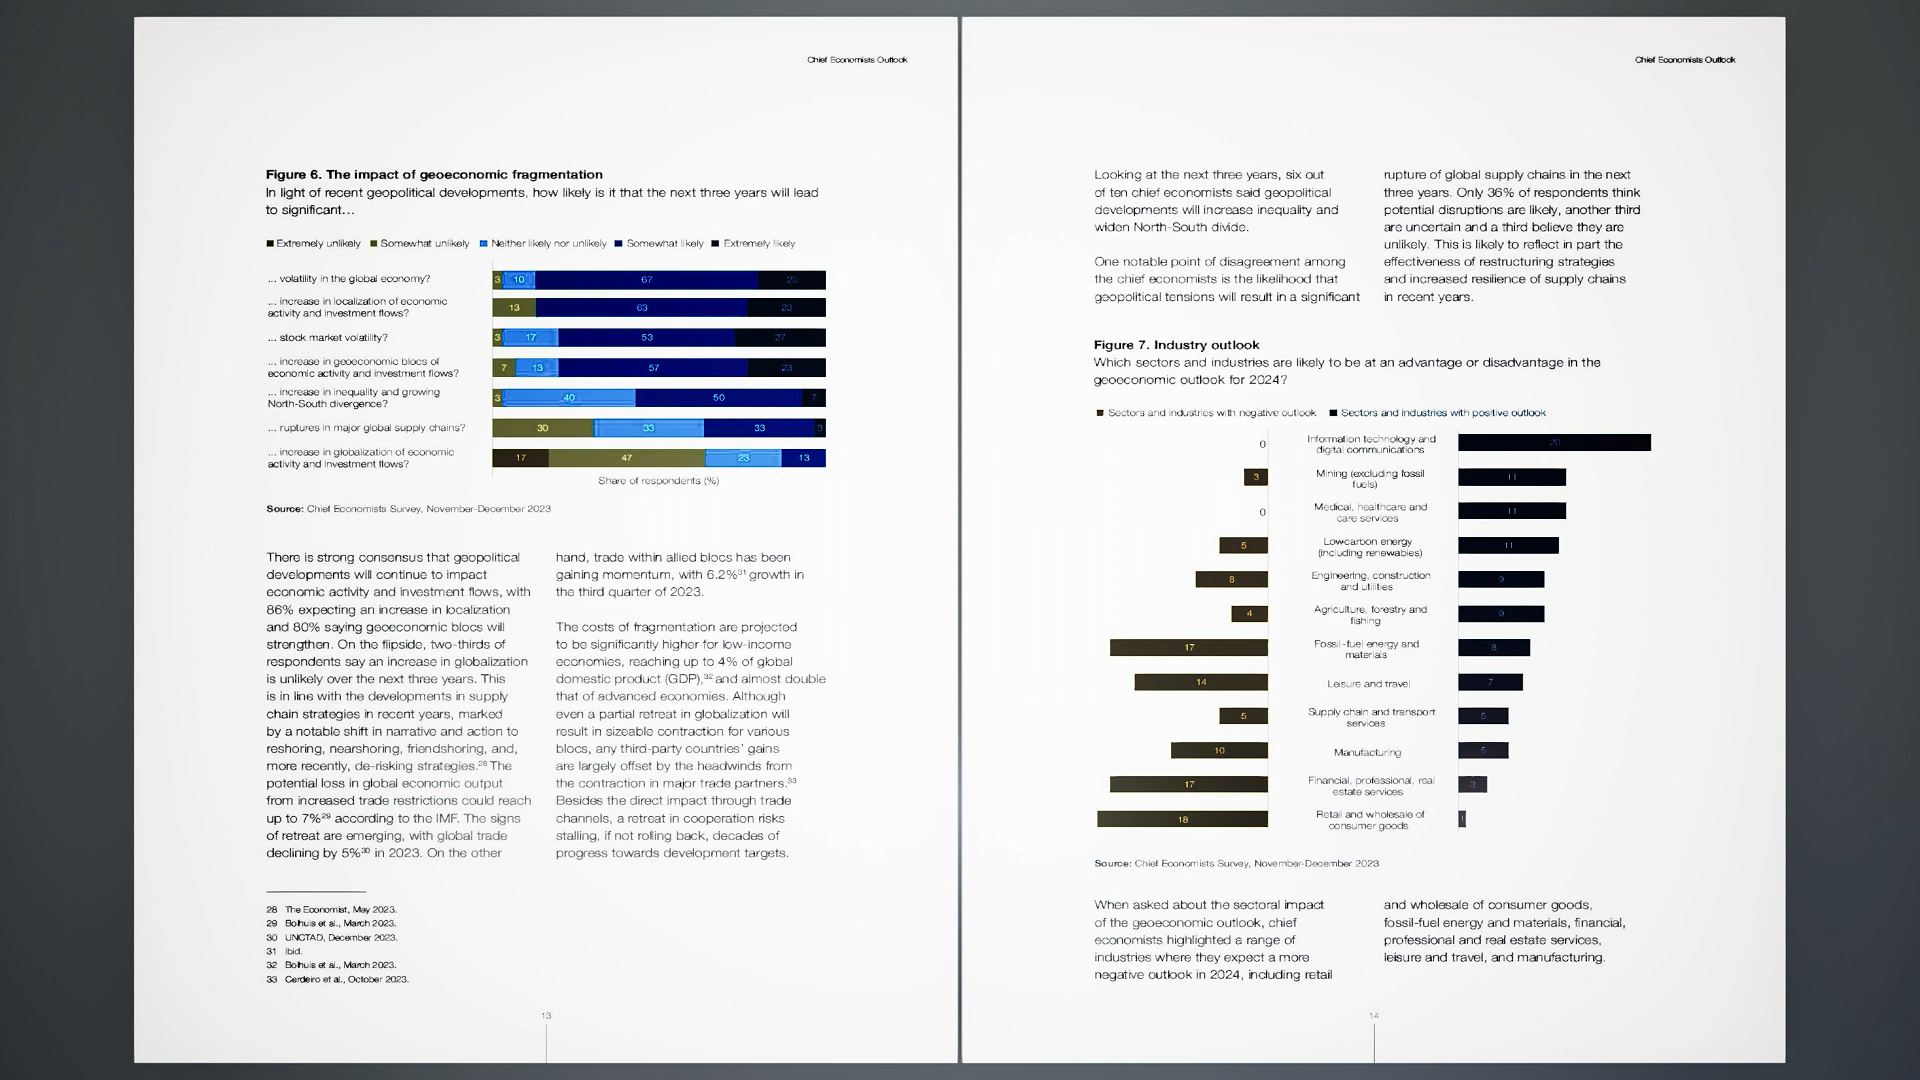 Chief Economists Outlook
Figure 6. The impact of geoeconomic fragmentation
In light of recent geopolitical developments, how likely is it that the next three years will lead
to significant…
Extremely unlikely Somewhat unlikely Neither likely nor unlikely Somewhat likely Extremely likely
... volatility in the global economy? 3 10 67 20
... increase in localization of economic
activity and investment flows? 13 63 23
... stock market volatility? 3 17 53 27
... increase in geoeconomic blocs of
economic activity and investment flows? 7 13 57 23
... increase in inequality and growing
North-South divergence? 3 40 50 7
... ruptures in major global supply chains? 30 33 33 3
... increase in globalization of economic
activity and investment flows? 17 47 23 13
Share of respondents (%)
Source: Chief Economists Survey, November-December 2023
There is strong consensus that geopolitical
developments will continue to impact
economic activity and investment flows, with
86% expecting an increase in localization
and 80% saying geoeconomic blocs will
strengthen. On the flipside, two-thirds of
respondents say an increase in globalization
is unlikely over the next three years. This
is in line with the developments in supply
chain strategies in recent years, marked
by a notable shift in narrative and action to
reshoring, nearshoring, friendshoring, and,
more recently, de-risking strategies.28 The
potential loss in global economic output
from increased trade restrictions could reach
up to 7%29 according to the IMF. The signs
of retreat are emerging, with global trade
declining by 5%30 in 2023. On the other
hand, trade within allied blocs has been
gaining momentum, with 6.2%31 growth in
the third quarter of 2023.
The costs of fragmentation are projected
to be significantly higher for low-income
economies, reaching up to 4% of global
domestic product (GDP),32 and almost double
that of advanced economies. Although
even a partial retreat in globalization will
result in sizeable contraction for various
blocs, any third-party countries' gains
are largely offset by the headwinds from
the contraction in major trade partners.33
Besides the direct impact through trade
channels, a retreat in cooperation risks
stalling, if not rolling back, decades of
progress towards development targets.
28 The Economist, May 2023.
29 Bolhuis et al., March 2023.
30 UNCTAD, December 2023.
31 Ibid.
32 Bolhuis et al., March 2023.
33 Cerdeiro et al., October 2023.
13
Chief Economists Outlook
Looking at the next three years, six out
of ten chief economists said geopolitical
developments will increase inequality and
widen North-South divide.
One notable point of disagreement among
the chief economists is the likelihood that
geopolitical tensions will result in a significant
rupture of global supply chains in the next
three years. Only 36% of respondents think
potential disruptions are likely, another third
are uncertain and a third believe they are
unlikely. This is likely to reflect in part the
effectiveness of restructuring strategies
and increased resilience of supply chains
in recent years.
Figure 7. Industry outlook
Which sectors and industries are likely to be at an advantage or disadvantage in the
geoeconomic outlook for 2024?
Sectors and industries with negative outlook Sectors and industries with positive outlook
0 Information technology and
digital communications 20
3 Mining (excluding fossil
fuels) 11
0 Medical, healthcare and
care services 11
5 Lowcarbon energy
(including renewables) 11
8 Engineering, construction
and utilities 9
4 Agriculture, forestry and
fishing 9
17 Fossil-fuel energy and
materials 8
14 Leisure and travel 7
5 Supply chain and transport
services 5
10 Manufacturing 5
17 Financial, professional, real
estate services 3
18 Retail and wholesale of
consumer goods 1
Source: Chief Economists Survey, November-December 2023
When asked about the sectoral impact
of the geoeconomic outlook, chief
economists highlighted a range of
industries where they expect a more
negative outlook in 2024, including retail
and wholesale of consumer goods,
fossil-fuel energy and materials, financial,
professional and real estate services,
leisure and travel, and manufacturing.
14